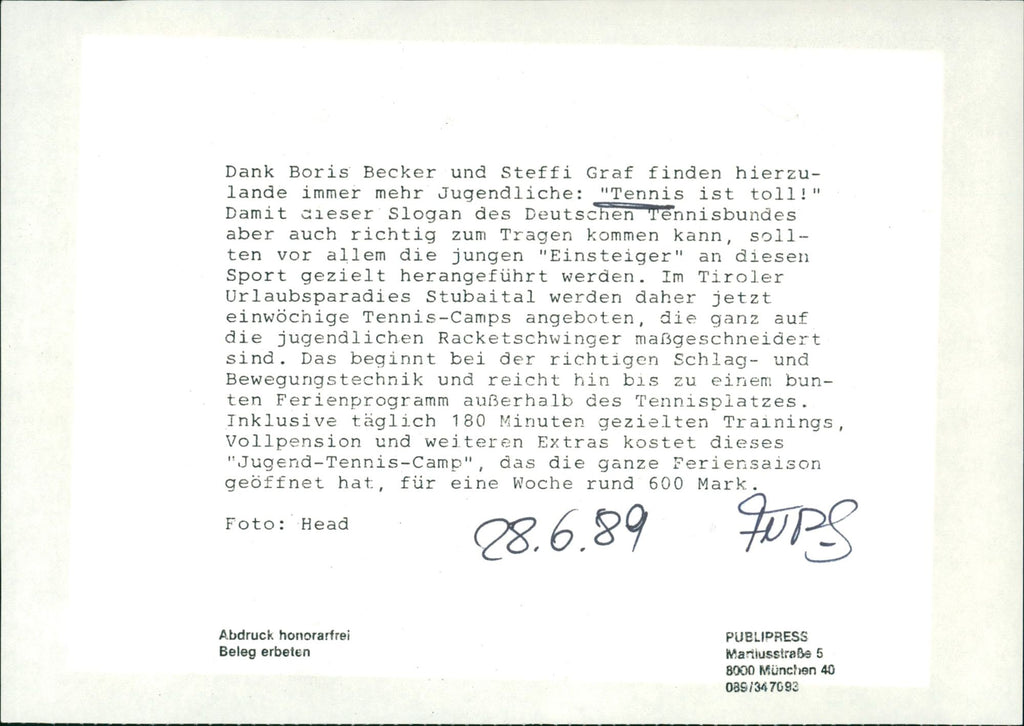 Dank Boris Becker und Steffi Graf finden hierzu-
lande immer mehr Jugendliche: "Tennis ist toll!"
Damit dieser Slogan des Deutschen Tennisbundes
aber auch richtig zum Tragen kommen kann, soll-
ten vor allem die jungen "Einsteiger" an diesen
Sport gezielt herangeführt werden. Im Tiroler
Urlaubsparadies Stubaital werden daher jetzt
einwöchige Tennis-Camps angeboten, die ganz auf
die jugendlichen Racketschwinger maßgeschneidert
sind. Das beginnt bei der richtigen Schlag- und
Bewegungstechnik und reicht hin bis zu einem bun-
ten Ferienprogramm außerhalb des Tennisplatzes.
Inklusive täglich 180 Minuten gezielten Trainings,
Vollpension und weiteren Extras kostet dieses
"Jugend-Tennis-Camp", das die ganze Feriensaison
geöffnet hat, für eine Woche rund 600 Mark.
Foto: Head
28.6.89
Abdruck honorarfrei
Beleg erbeten
PUBLIPRESS
Martiusstraße 5
8000 München 40
089/347093